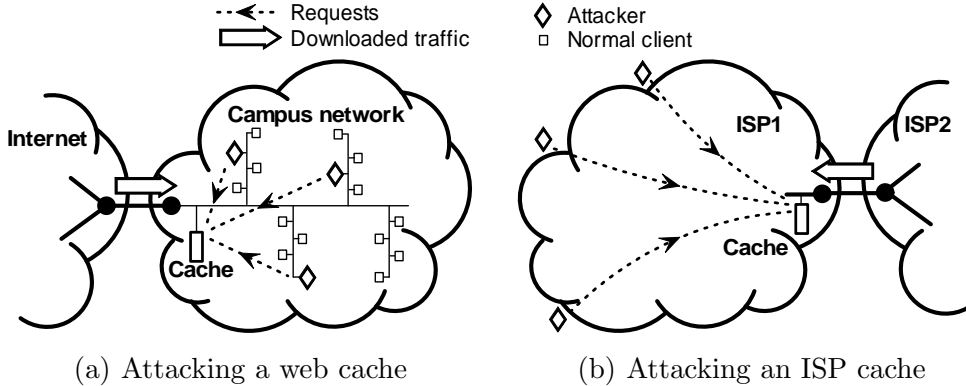 Requests
Downloaded traffic
Attacker
Normal client
Internet
Campus network
Cache
ISP1
ISP2
Cache
(a) Attacking a web cache
(b) Attacking an ISP cache